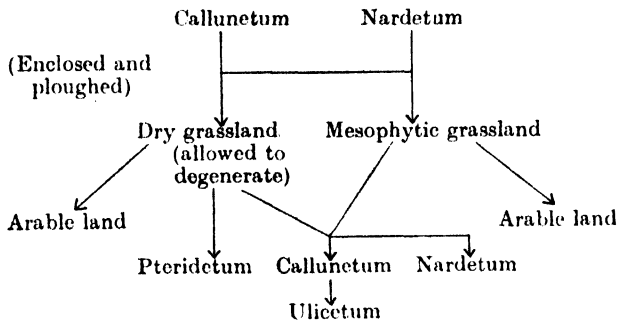 Callunetum Nardetum
(Enclosed and
ploughed)
Dry grassland Mesophytic grassland
(allowed to
degenerate)
Arable land Arable land
Pteridetum Callunetum Nardetum
Ulicetum